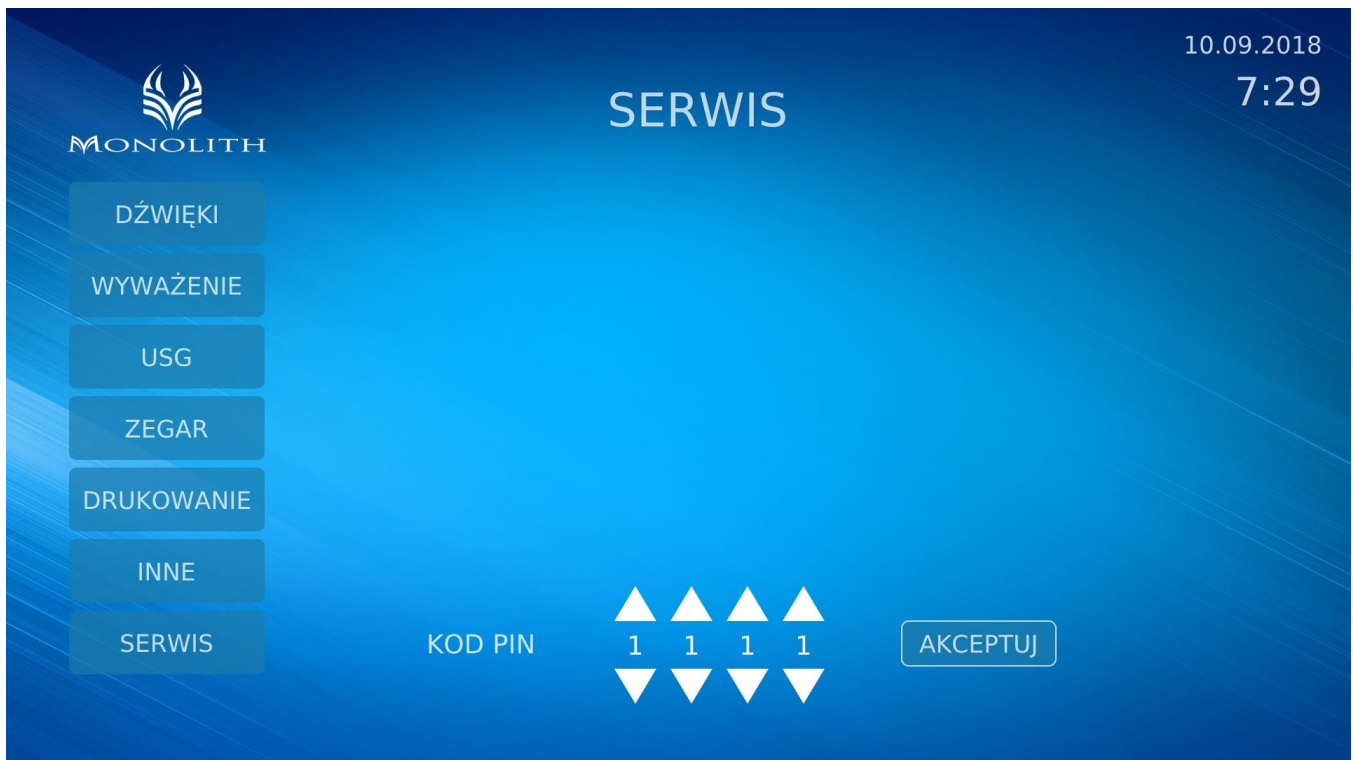 10.09.2018
7:29
MONOLITH
SERWIS
DŹWIĘKI
WYWAŻENIE
USG
ZEGAR
DRUKOWANIE
INNE
SERWIS
KOD PIN 1 1 1 1 AKCEPTUJ